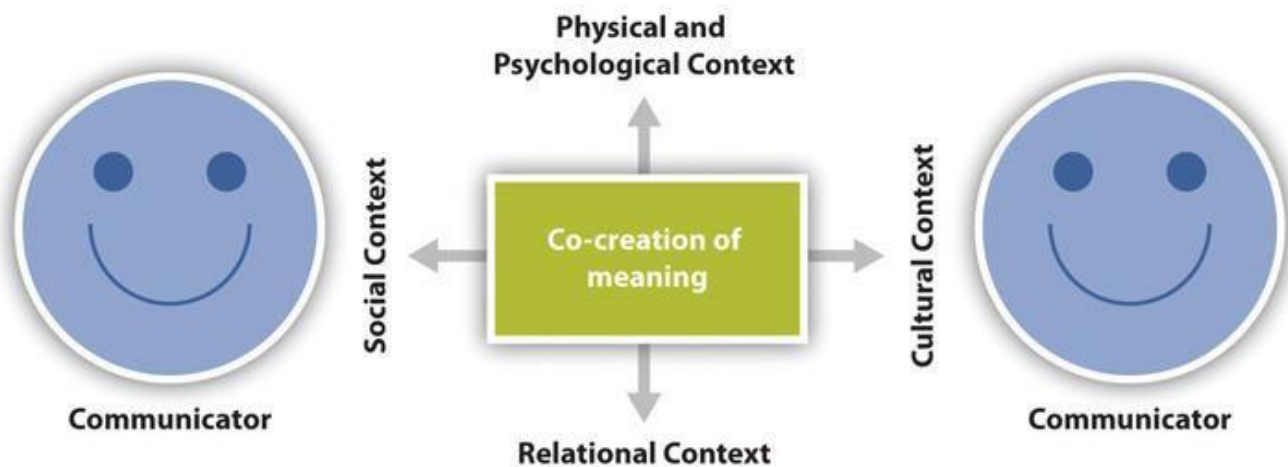 Physical and
Psychological Context
Social Context
Co-creation of
meaning
Cultural Context
Communicator
Communicator
Relational Context